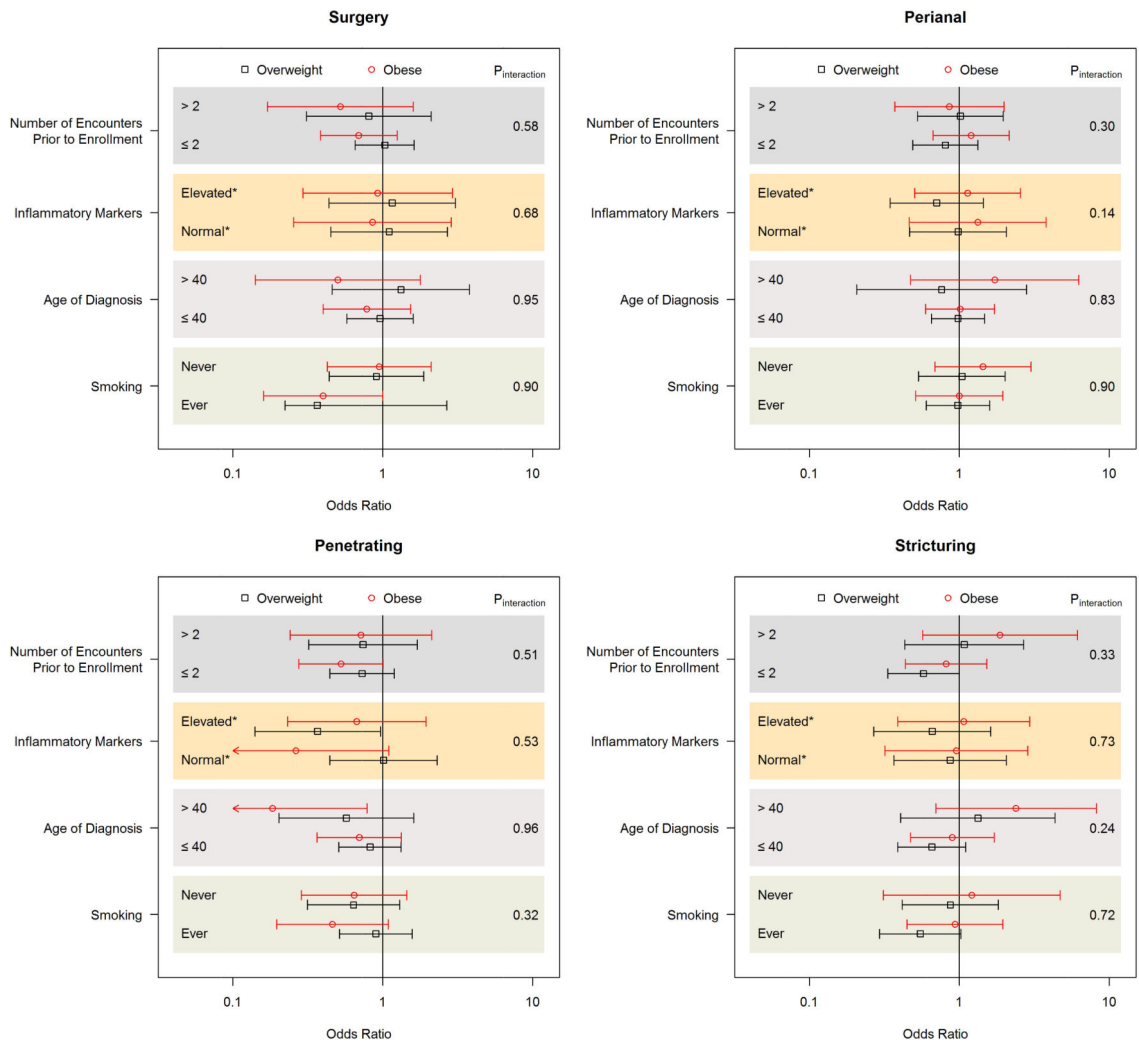 Surgery
Overweight Obese Pinteraction
Number of Encounters
Prior to Enrollment
> 2
≤ 2
0.58
Inflammatory Markers
Elevated*
Normal*
0.68
Age of Diagnosis
> 40
≤ 40
0.95
Smoking
Never
Ever
0.90
0.1 1 10
Odds Ratio
Perianal
Overweight Obese Pinteraction
Number of Encounters
Prior to Enrollment
> 2
≤ 2
0.30
Inflammatory Markers
Elevated*
Normal*
0.14
Age of Diagnosis
> 40
≤ 40
0.83
Smoking
Never
Ever
0.90
0.1 1 10
Odds Ratio
Penetrating
Overweight Obese Pinteraction
Number of Encounters
Prior to Enrollment
> 2
≤ 2
0.51
Inflammatory Markers
Elevated*
Normal*
0.53
Age of Diagnosis
> 40
≤ 40
0.96
Smoking
Never
Ever
0.32
0.1 1 10
Odds Ratio
Stricturing
Overweight Obese Pinteraction
Number of Encounters
Prior to Enrollment
> 2
≤ 2
0.33
Inflammatory Markers
Elevated*
Normal*
0.73
Age of Diagnosis
> 40
≤ 40
0.24
Smoking
Never
Ever
0.72
0.1 1 10
Odds Ratio